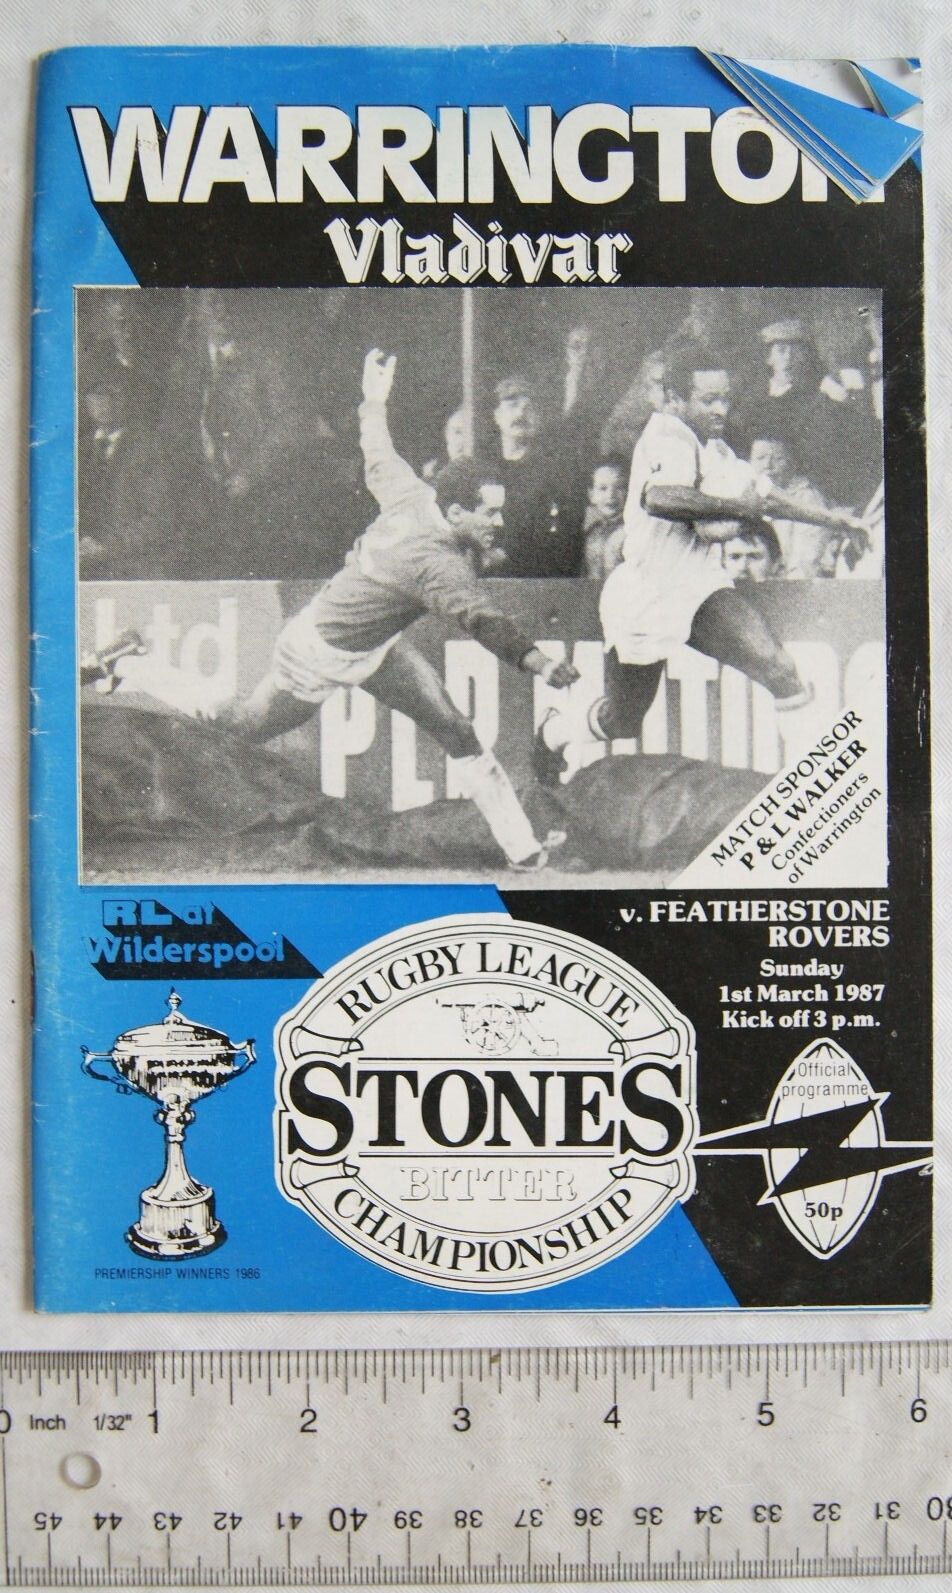 WARRINGTON
Vladivar
Ltd
MATCH SPONSOR
P & L WALKER
Confectioners
of Warrington
RL at
Wilderspool
v. FEATHERSTONE
ROVERS
Sunday
1st March 1987
Kick off 3 p.m.
RUGBY LEAGUE
STONES
BITTER
CHAMPIONSHIP
Official
programme
50p
PREMIERSHIP WINNERS 1986
0 Inch 1/32" 1 2 3 4 5 6
45 44 43 42 41 40 39 38 37 36 35 34 33 32 31 30